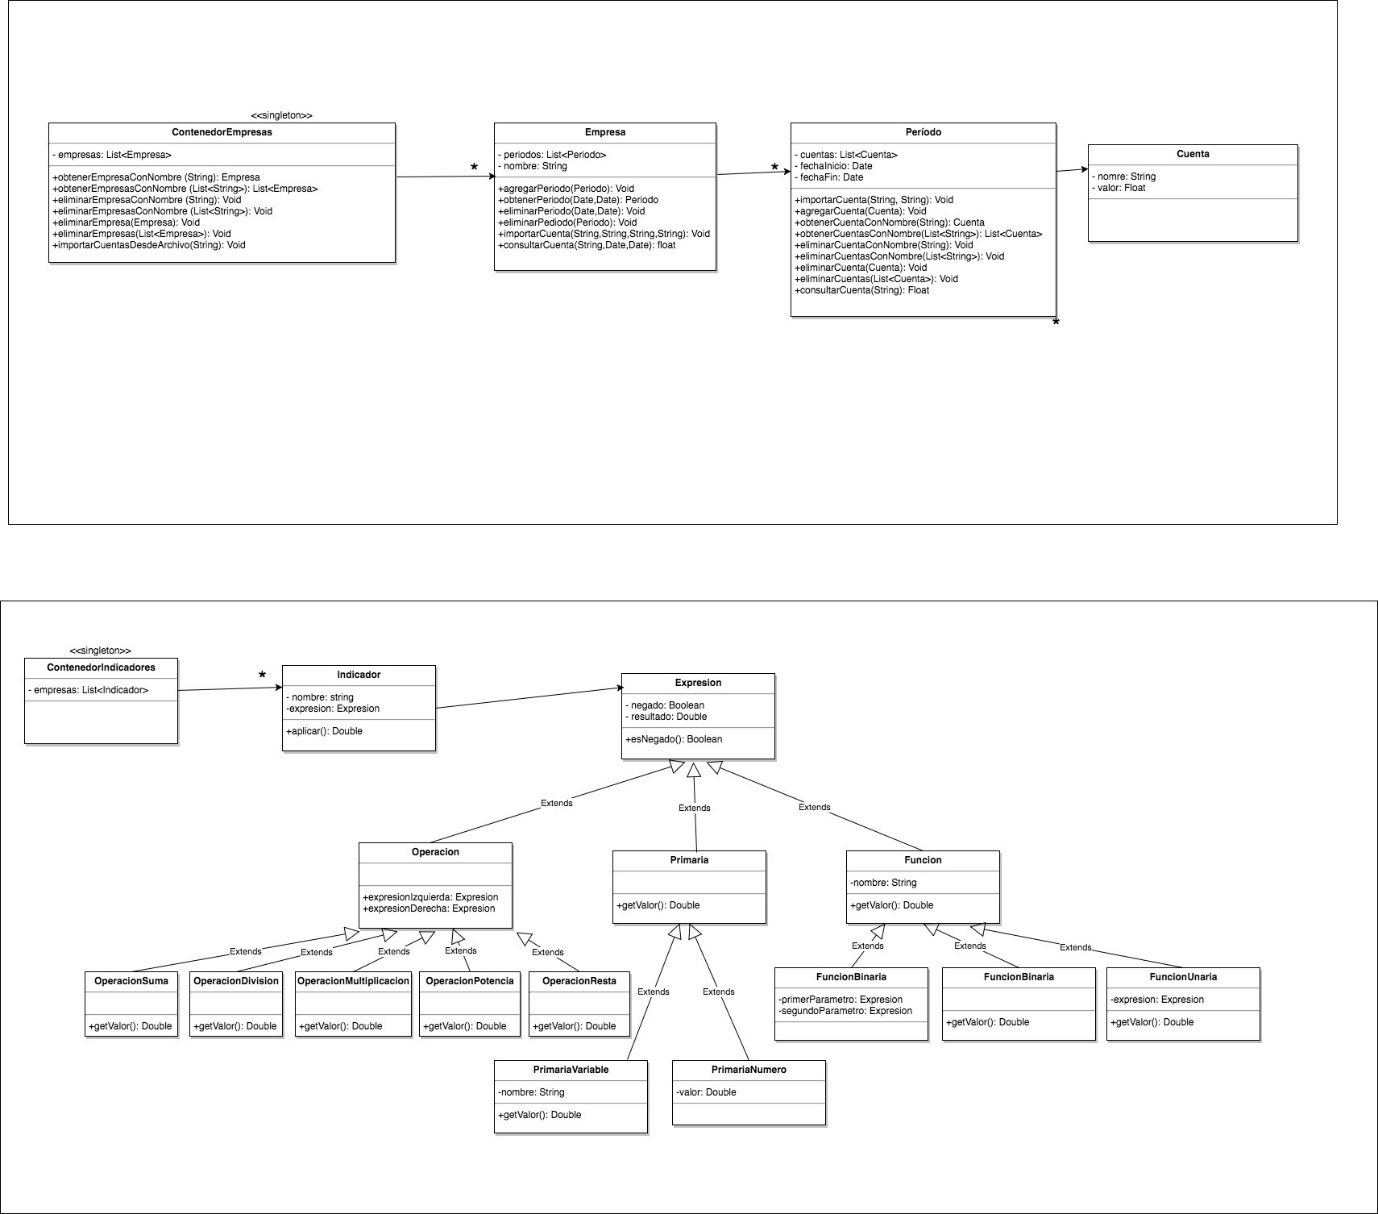 <<singleton>>
ContenedorEmpresas
- empresas: List<Empresa>
+obtenerEmpresaConNombre (String): Empresa
+obtenerEmpresasConNombre (List<String>): List<Empresa>
+eliminarEmpresaConNombre (String): Void
+eliminarEmpresasConNombre (List<String>): Void
+eliminarEmpresa(Empresa): Void
+eliminarEmpresas(List<Empresa>): Void
+importarCuentasDesdeArchivo(String): Void
*
Empresa
- periodos: List<Periodo>
- nombre: String
+agregarPeriodo(Periodo): Void
+obtenerPeriodo(Date,Date): Periodo
+eliminarPeriodo(Date,Date): Void
+eliminarPediodo(Periodo): Void
+importarCuenta(String,String,String,String): Void
+consultarCuenta(String,Date,Date): float
*
Período
- cuentas: List<Cuenta>
- fechaInicio: Date
- fechaFin: Date
+importarCuenta(String, String): Void
+agregarCuenta(Cuenta): Void
+obtenerCuentaConNombre(String): Cuenta
+obtenerCuentasConNombre(List<String>): List<Cuenta>
+eliminarCuentaConNombre(String): Void
+eliminarCuentasConNombre(List<String>): Void
+eliminarCuenta(Cuenta): Void
+eliminarCuentas(List<Cuenta>): Void
+consultarCuenta(String): Float
*
Cuenta
- nomre: String
- valor: Float
<<singleton>>
ContenedorIndicadores
- empresas: List<Indicador>
*
Indicador
- nombre: string
-expresion: Expresion
+aplicar(): Double
Expresion
- negado: Boolean
- resultado: Double
+esNegado(): Boolean
Extends
Extends
Extends
Operacion
+expresionIzquierda: Expresion
+expresionDerecha: Expresion
Primaria
+getValor(): Double
Funcion
-nombre: String
+getValor(): Double
Extends
Extends
Extends
Extends
Extends
Extends
Extends
Extends
Extends
Extends
OperacionSuma
+getValor(): Double
OperacionDivision
+getValor(): Double
OperacionMultiplicacion
+getValor(): Double
OperacionPotencia
+getValor(): Double
OperacionResta
+getValor(): Double
FuncionBinaria
-primerParametro: Expresion
-segundoParametro: Expresion
FuncionBinaria
+getValor(): Double
FuncionUnaria
-expresion: Expresion
+getValor(): Double
PrimariaVariable
-nombre: String
+getValor(): Double
PrimariaNumero
-valor: Double